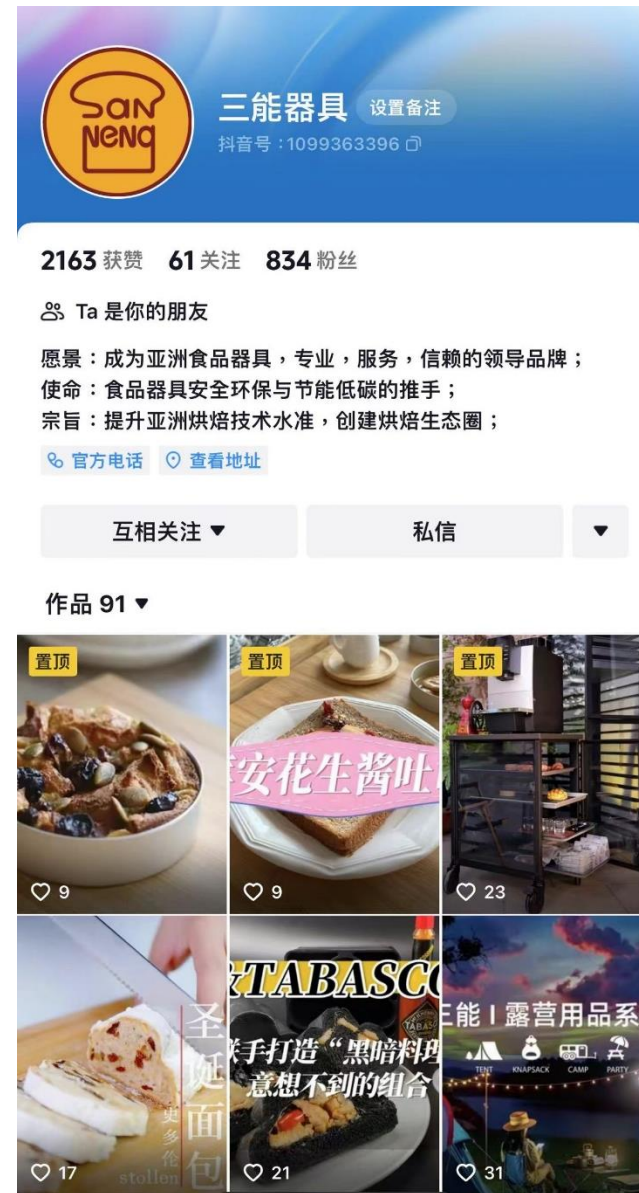 SAN
NENG
三能器具 设置备注
抖音号：1099363396
2163 获赞 61 关注 834 粉丝
Ta 是你的朋友
愿景：成为亚洲食品器具，专业，服务，信赖的领导品牌；
使命：食品器具安全环保与节能低碳的推手；
宗旨：提升亚洲烘焙技术水准，创建烘焙生态圈；
官方电话 查看地址
互相关注 私信
作品 91
置顶 置顶 置顶
安花生酱吐
9 9 23
圣诞面包
史多伦
stollen
&TABASCO
TABASCO
联手打造“黑暗料理
意想不到的组合
三能 | 露营用品系
TENT KNAPSACK CAMP PARTY
17 21 31